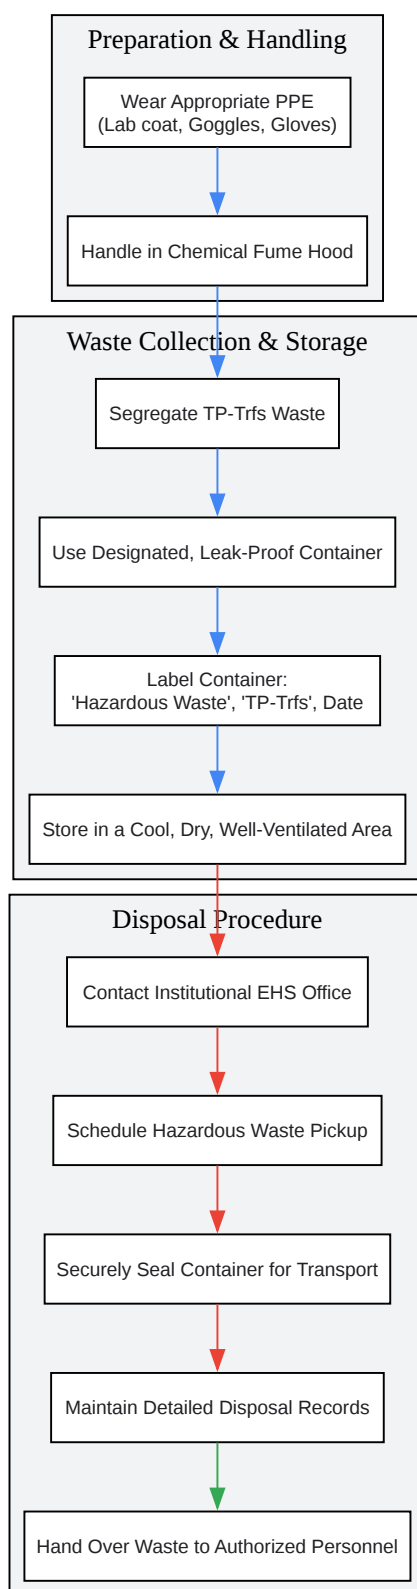 Preparation & Handling
Wear Appropriate PPE
(Lab coat, Goggles, Gloves)
Handle in Chemical Fume Hood
Waste Collection & Storage
Segregate TP-Trfs Waste
Use Designated, Leak-Proof Container
Label Container:
'Hazardous Waste', 'TP-Trfs', Date
Store in a Cool, Dry, Well-Ventilated Area
Disposal Procedure
Contact Institutional EHS Office
Schedule Hazardous Waste Pickup
Securely Seal Container for Transport
Maintain Detailed Disposal Records
Hand Over Waste to Authorized Personnel